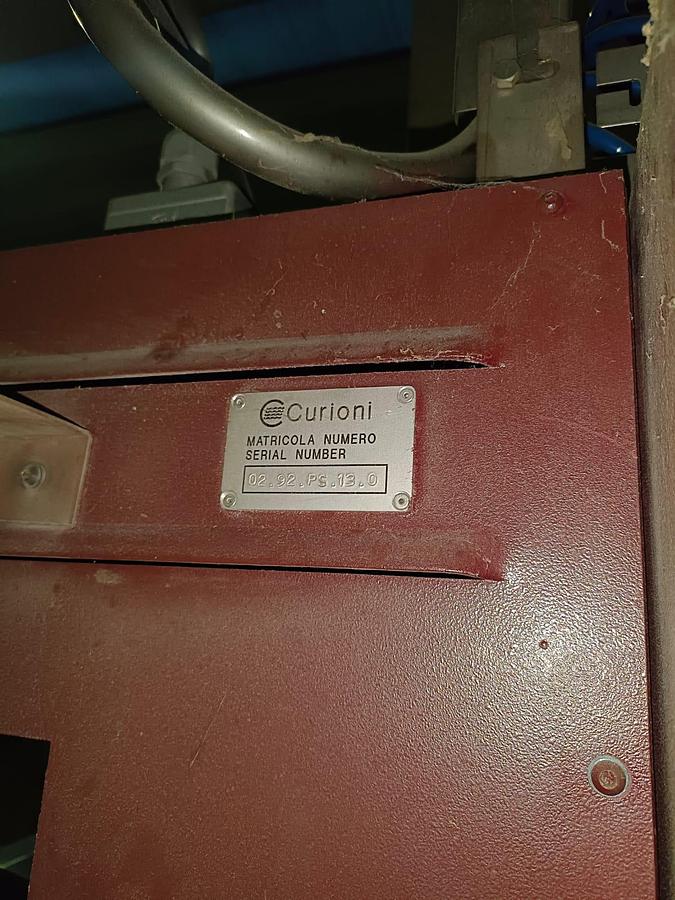 Curioni
MATRICOLA NUMERO
SERIAL NUMBER
02.92.PS.13.0